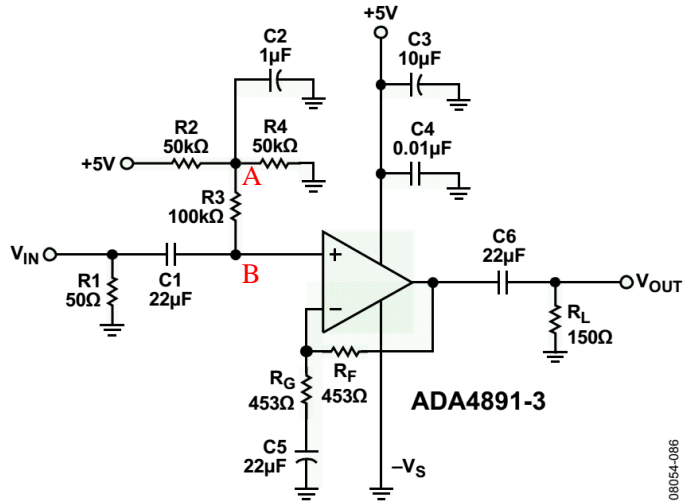 +5V
C2
1µF
C3
10µF
R2
50kΩ
R4
50kΩ
C4
0.01µF
+5V
A
R3
100kΩ
VIN
B
C1
22µF
R1
50Ω
+
−
C6
22µF
VOUT
RL
150Ω
RG
453Ω
RF
453Ω
ADA4891-3
C5
22µF
−VS
08054-086